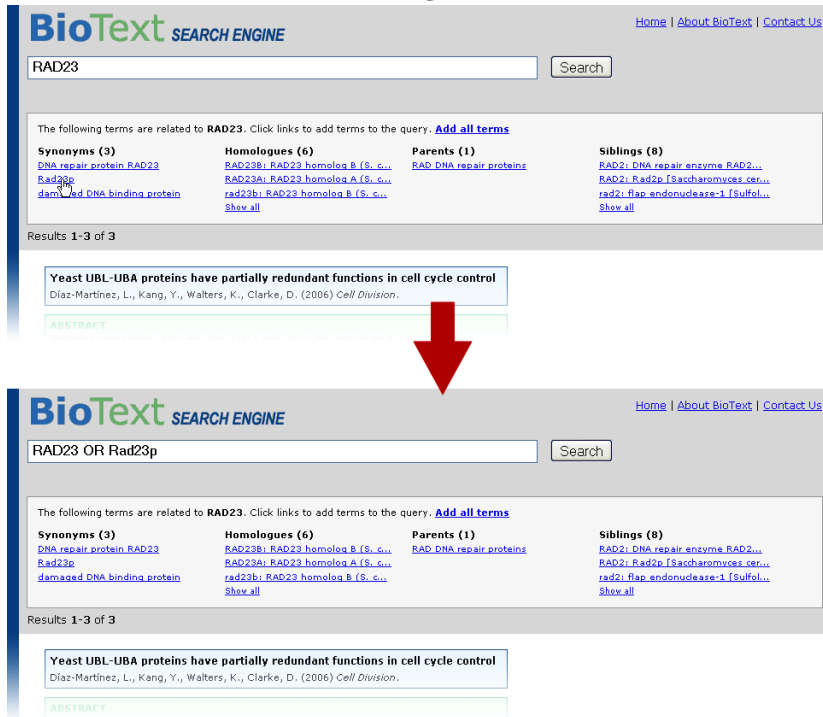 BioText SEARCH ENGINE
Home | About BioText | Contact Us
RAD23
Search
The following terms are related to RAD23. Click links to add terms to the query. Add all terms
Synonyms (3) Homologues (6) Parents (1) Siblings (8)
DNA repair protein RAD23 RAD23B: RAD23 homolog B (S. c... RAD DNA repair proteins RAD2: DNA repair enzyme RAD2...
Rad23p RAD23A: RAD23 homolog A (S. c... RAD2: Rad2p [Saccharomyces cer...
damaged DNA binding protein rad23b: RAD23 homolog B (S. c... rad2: flap endonuclease-1 [Sulfol...
Show all Show all
Results 1-3 of 3
Yeast UBL-UBA proteins have partially redundant functions in cell cycle control
Díaz-Martínez, L., Kang, Y., Walters, K., Clarke, D. (2006) Cell Division.
ABSTRACT
BioText SEARCH ENGINE
Home | About BioText | Contact Us
RAD23 OR Rad23p
Search
The following terms are related to RAD23. Click links to add terms to the query. Add all terms
Synonyms (3) Homologues (6) Parents (1) Siblings (8)
DNA repair protein RAD23 RAD23B: RAD23 homolog B (S. c... RAD DNA repair proteins RAD2: DNA repair enzyme RAD2...
Rad23p RAD23A: RAD23 homolog A (S. c... RAD2: Rad2p [Saccharomyces cer...
damaged DNA binding protein rad23b: RAD23 homolog B (S. c... rad2: flap endonuclease-1 [Sulfol...
Show all Show all
Results 1-3 of 3
Yeast UBL-UBA proteins have partially redundant functions in cell cycle control
Díaz-Martínez, L., Kang, Y., Walters, K., Clarke, D. (2006) Cell Division.
ABSTRACT